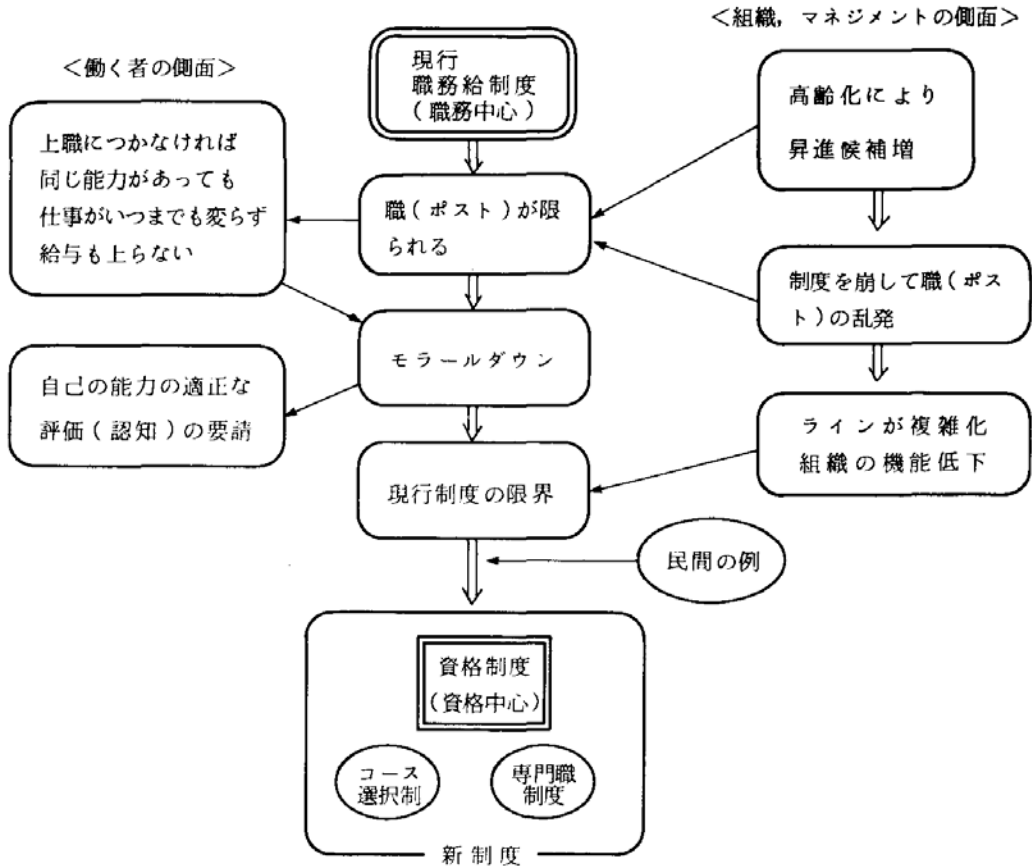 ＜組織，マネジメントの側面＞
＜働く者の側面＞
現行
職務給制度
（職務中心）
高齢化により
昇進候補増
上職につかなければ
同じ能力があっても
仕事がいつまでも変らず
給与も上らない
職（ポスト）が限
られる
制度を崩して職（ポス
ト）の乱発
モラールダウン
自己の能力の適正な
評価（認知）の要請
ラインが複雑化
組織の機能低下
現行制度の限界
民間の例
資格制度
（資格中心）
コース
選択制
専門職
制度
新制度